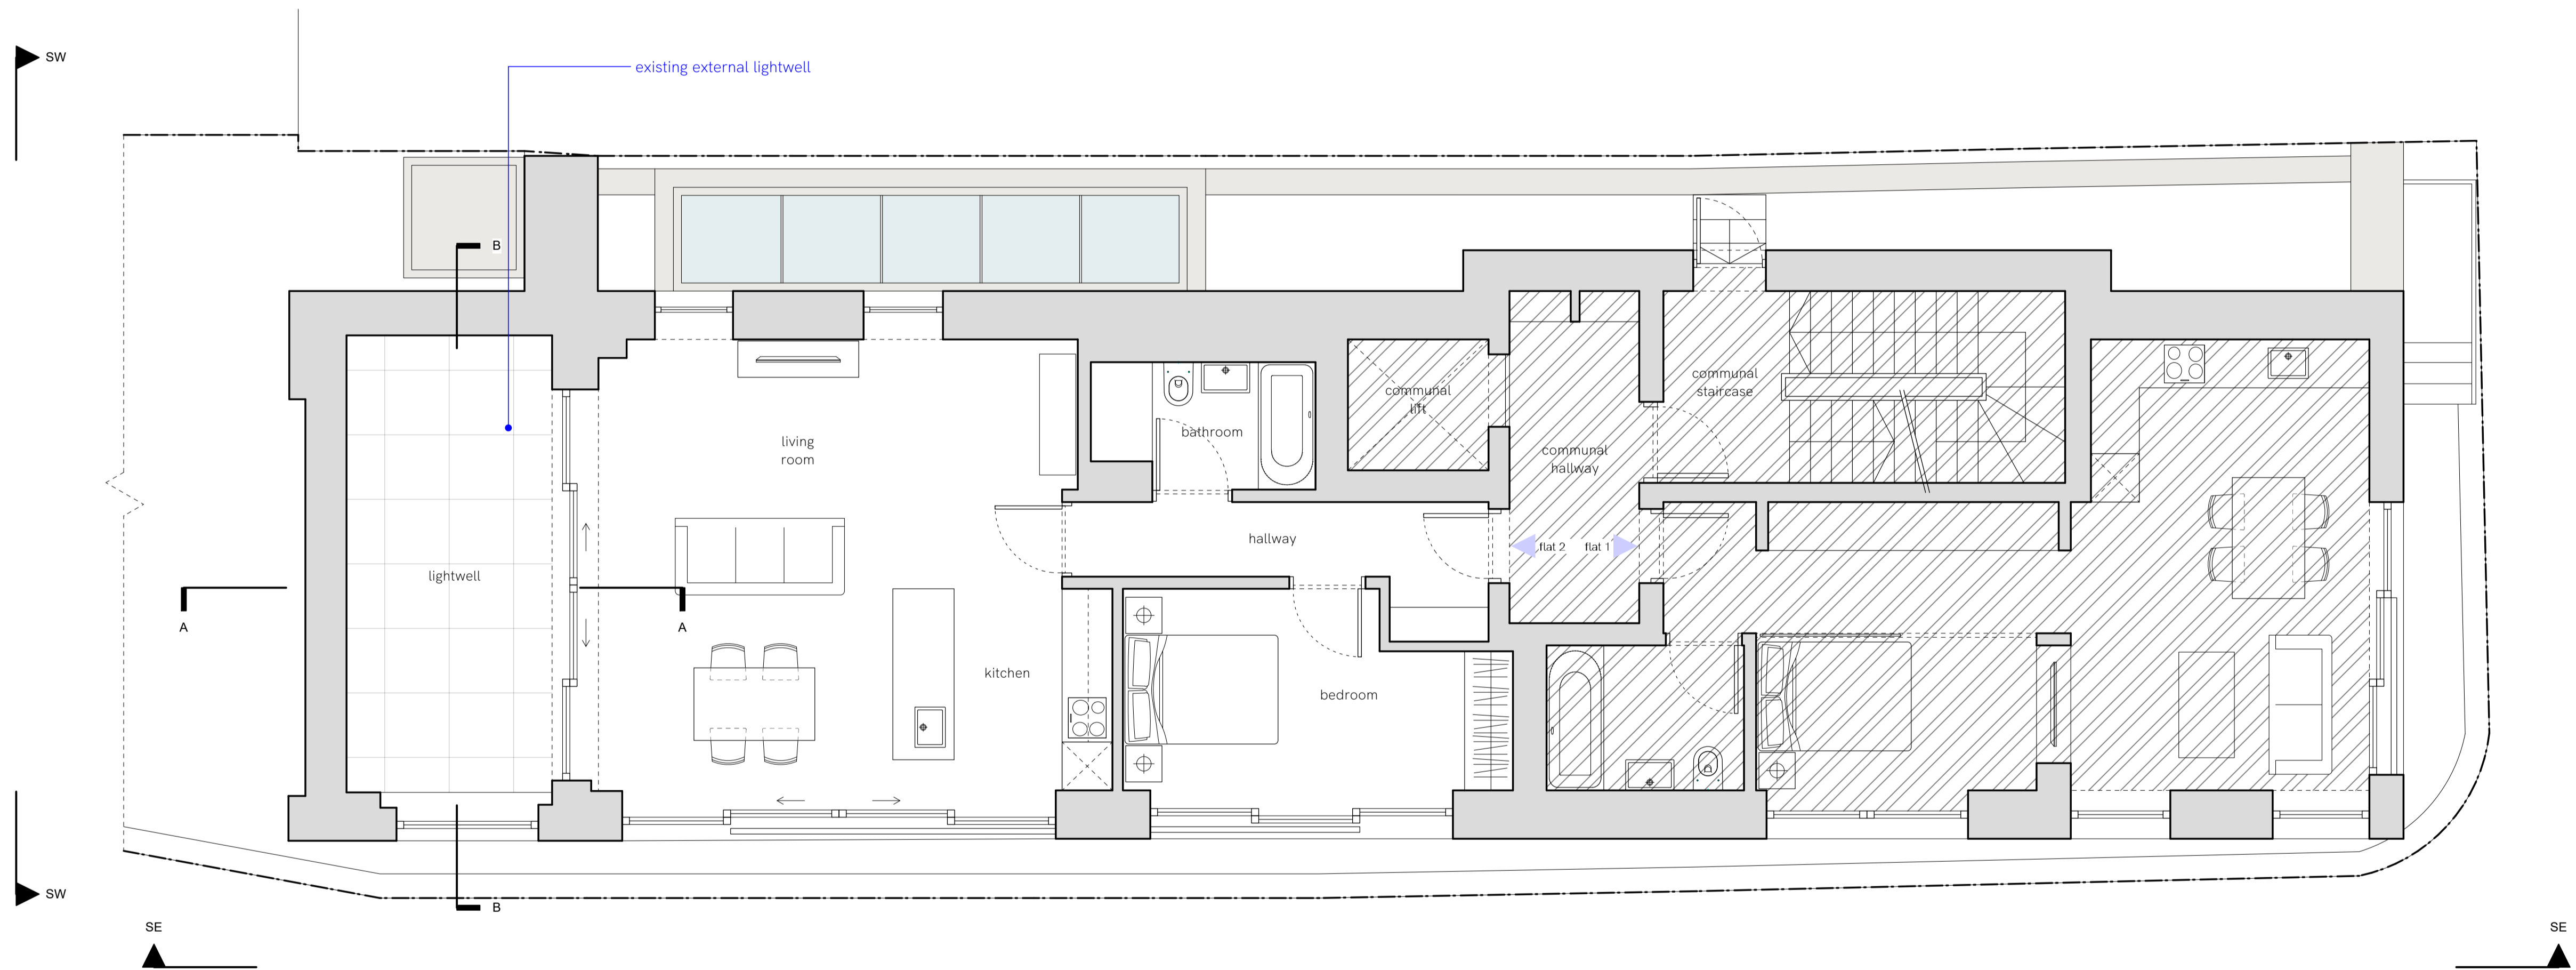 SW
existing external lightwell
B
communal
staircase
communal
lift
living
room
bathroom
communal
hallway
hallway
flat 2
flat 1
lightwell
A
A
kitchen
bedroom
SW
B
SE
SE